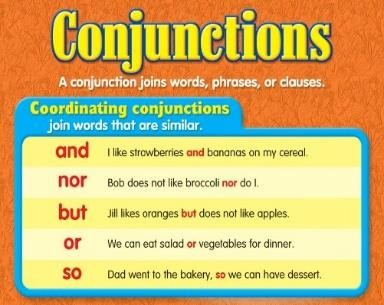 Conjunctions
A conjunction joins words, phrases, or clauses.
Coordinating conjunctions
join words that are similar.
and I like strawberries and bananas on my cereal.
nor Bob does not like broccoli nor do I.
but Jill likes oranges but does not like apples.
or We can eat salad or vegetables for dinner.
so Dad went to the bakery, so we can have dessert.